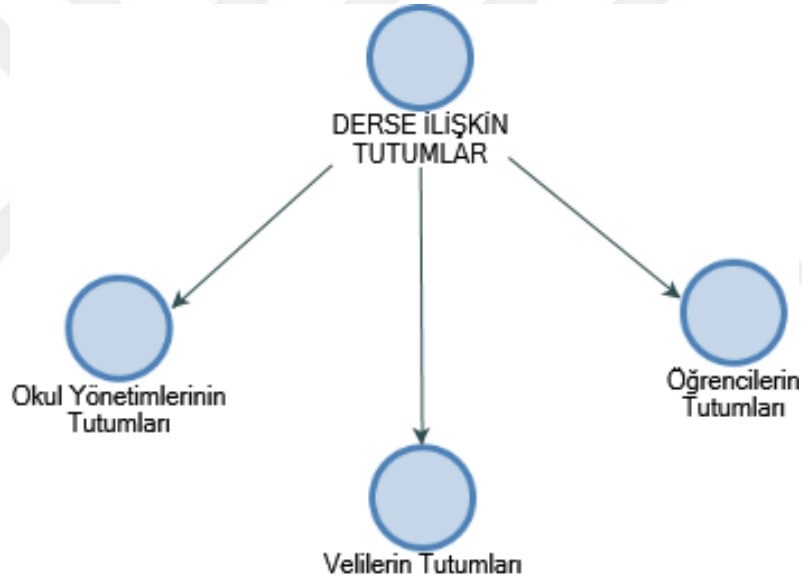 DERSE İLİŞKİN
TUTUMLAR
Okul Yönetimlerinin
Tutumları
Öğrencilerin
Tutumları
Velilerin Tutumları